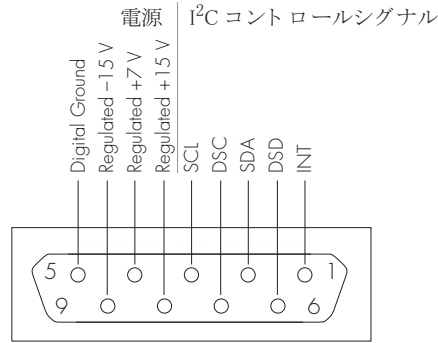 電源 I²C コントロールシグナル
Digital Ground
Regulated –15 V
Regulated +7 V
Regulated +15 V
SCL
DSC
SDA
DSD
INT
5 1
9 6